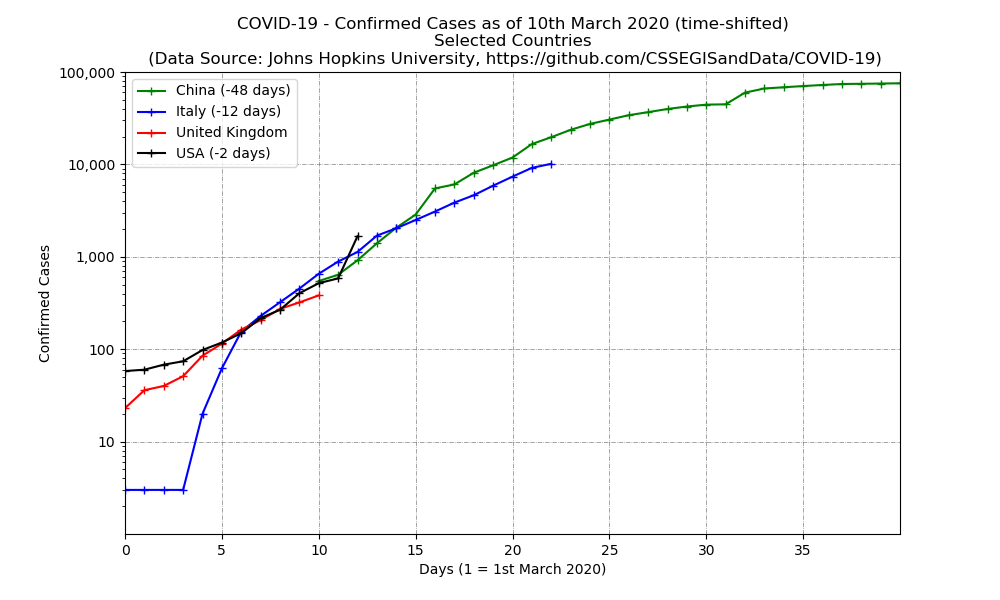 COVID-19 - Confirmed Cases as of 10th March 2020 (time-shifted)
Selected Countries
(Data Source: Johns Hopkins University, https://github.com/CSSEGISandData/COVID-19)
100,000
10,000
1,000
100
10
Confirmed Cases
China (-48 days)
Italy (-12 days)
United Kingdom
USA (-2 days)
0 5 10 15 20 25 30 35
Days (1 = 1st March 2020)